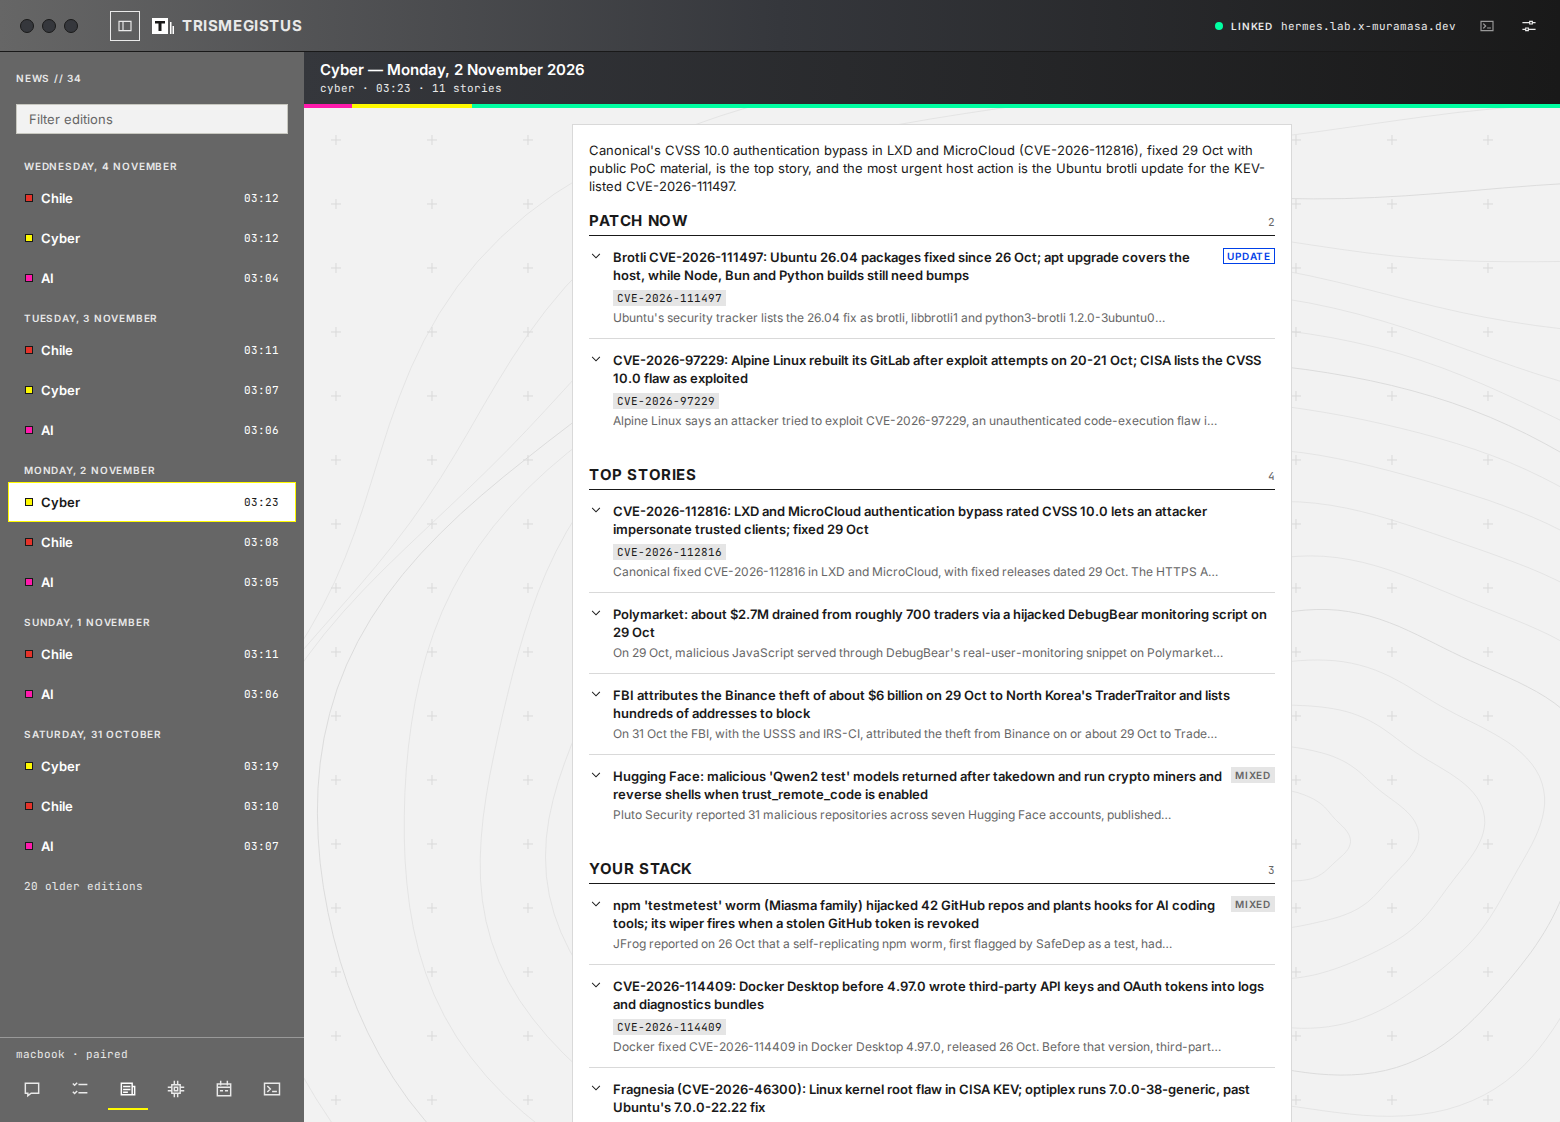 TRISMEGISTUS
LINKED hermes.lab.x-muramasa.dev
NEWS // 34
Filter editions
WEDNESDAY, 4 NOVEMBER
Chile 03:12
Cyber 03:12
AI 03:04
TUESDAY, 3 NOVEMBER
Chile 03:11
Cyber 03:07
AI 03:06
MONDAY, 2 NOVEMBER
Cyber 03:23
Chile 03:08
AI 03:05
SUNDAY, 1 NOVEMBER
Chile 03:11
AI 03:06
SATURDAY, 31 OCTOBER
Cyber 03:19
Chile 03:10
AI 03:07
20 older editions
macbook · paired
Cyber — Monday, 2 November 2026
cyber · 03:23 · 11 stories
Canonical's CVSS 10.0 authentication bypass in LXD and MicroCloud (CVE-2026-112816), fixed 29 Oct with
public PoC material, is the top story, and the most urgent host action is the Ubuntu brotli update for the KEV-
listed CVE-2026-111497.
PATCH NOW 2
Brotli CVE-2026-111497: Ubuntu 26.04 packages fixed since 26 Oct; apt upgrade covers the UPDATE
host, while Node, Bun and Python builds still need bumps
CVE-2026-111497
Ubuntu's security tracker lists the 26.04 fix as brotli, libbrotli1 and python3-brotli 1.2.0-3ubuntu0...
CVE-2026-97229: Alpine Linux rebuilt its GitLab after exploit attempts on 20-21 Oct; CISA lists the CVSS
10.0 flaw as exploited
CVE-2026-97229
Alpine Linux says an attacker tried to exploit CVE-2026-97229, an unauthenticated code-execution flaw i...
TOP STORIES 4
CVE-2026-112816: LXD and MicroCloud authentication bypass rated CVSS 10.0 lets an attacker
impersonate trusted clients; fixed 29 Oct
CVE-2026-112816
Canonical fixed CVE-2026-112816 in LXD and MicroCloud, with fixed releases dated 29 Oct. The HTTPS A...
Polymarket: about $2.7M drained from roughly 700 traders via a hijacked DebugBear monitoring script on
29 Oct
On 29 Oct, malicious JavaScript served through DebugBear's real-user-monitoring snippet on Polymarket...
FBI attributes the Binance theft of about $6 billion on 29 Oct to North Korea's TraderTraitor and lists
hundreds of addresses to block
On 31 Oct the FBI, with the USSS and IRS-CI, attributed the theft from Binance on or about 29 Oct to Trade...
Hugging Face: malicious 'Qwen2 test' models returned after takedown and run crypto miners and MIXED
reverse shells when trust_remote_code is enabled
Pluto Security reported 31 malicious repositories across seven Hugging Face accounts, published...
YOUR STACK 3
npm 'testmetest' worm (Miasma family) hijacked 42 GitHub repos and plants hooks for AI coding MIXED
tools; its wiper fires when a stolen GitHub token is revoked
JFrog reported on 26 Oct that a self-replicating npm worm, first flagged by SafeDep as a test, had...
CVE-2026-114409: Docker Desktop before 4.97.0 wrote third-party API keys and OAuth tokens into logs
and diagnostics bundles
CVE-2026-114409
Docker fixed CVE-2026-114409 in Docker Desktop 4.97.0, released 26 Oct. Before that version, third-part...
Fragnesia (CVE-2026-46300): Linux kernel root flaw in CISA KEV; optiplex runs 7.0.0-38-generic, past
Ubuntu's 7.0.0-22.22 fix